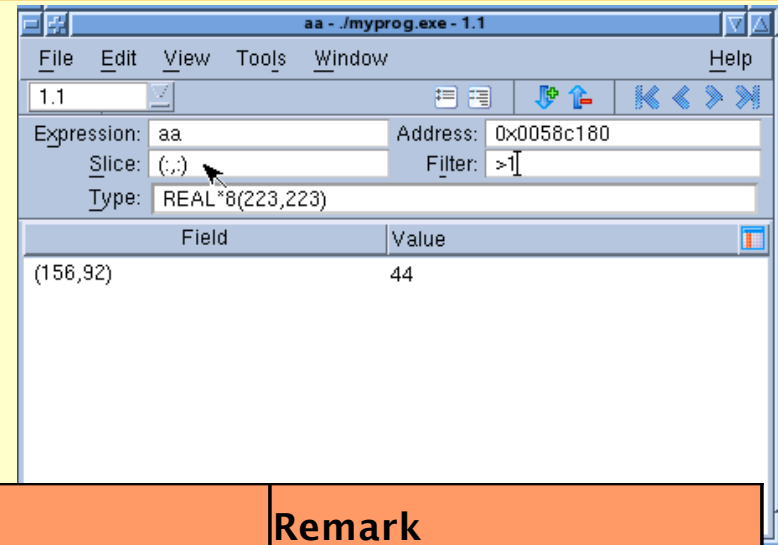 aa - ./myprog.exe - 1.1
File Edit View Tools Window Help
1.1
Expression: aa Address: 0x0058c180
Slice: (:,:) Filter: >1
Type: REAL*8(223,223)
Field Value
(156,92) 44
Remark